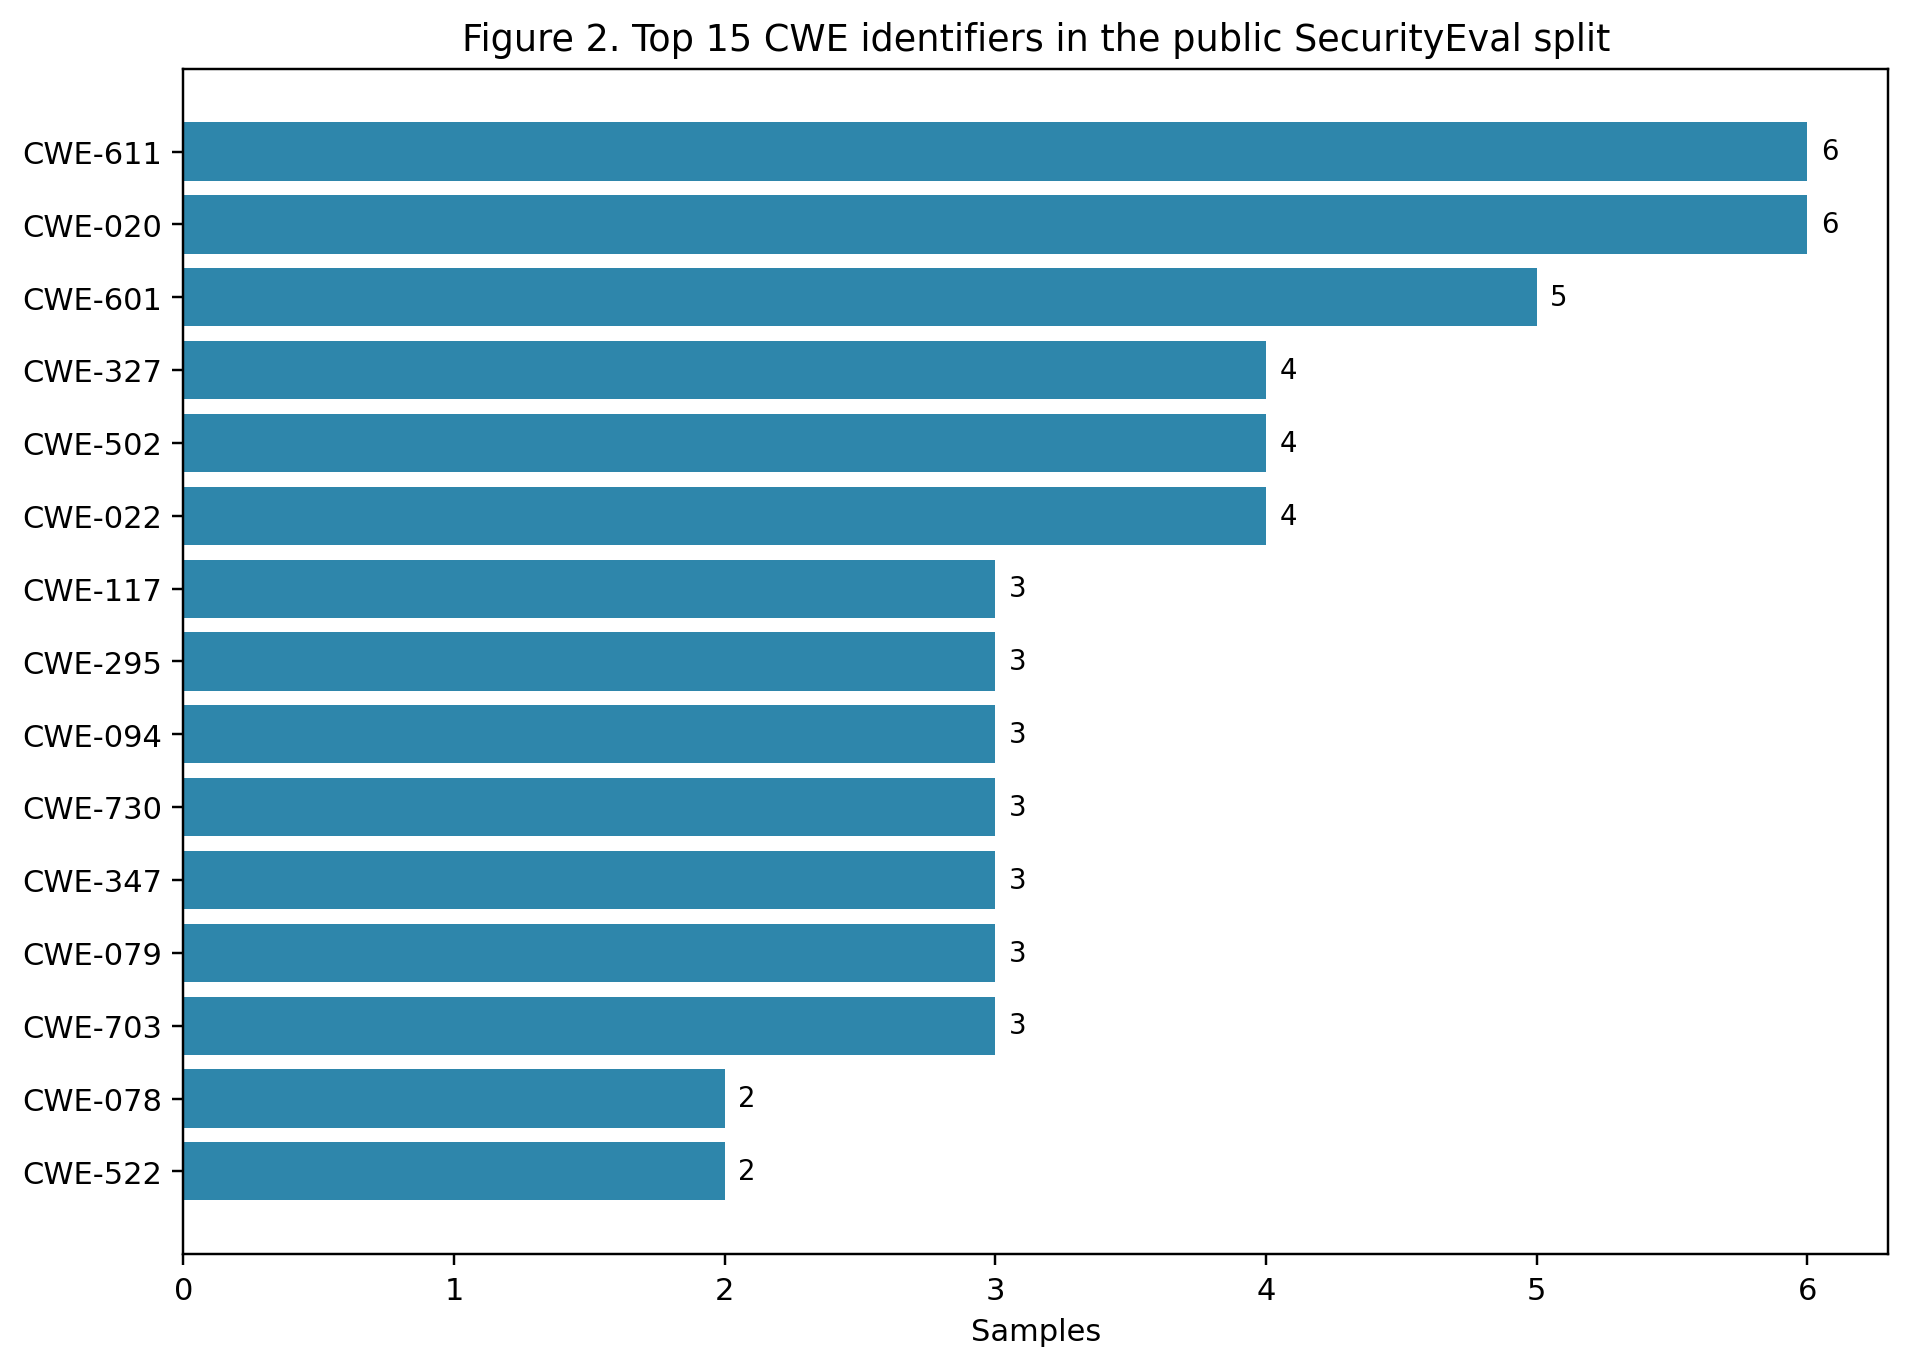 Figure 2. Top 15 CWE identifiers in the public SecurityEval split
CWE-611 6
CWE-020 6
CWE-601 5
CWE-327 4
CWE-502 4
CWE-022 4
CWE-117 3
CWE-295 3
CWE-094 3
CWE-730 3
CWE-347 3
CWE-079 3
CWE-703 3
CWE-078 2
CWE-522 2
0 1 2 3 4 5 6
Samples